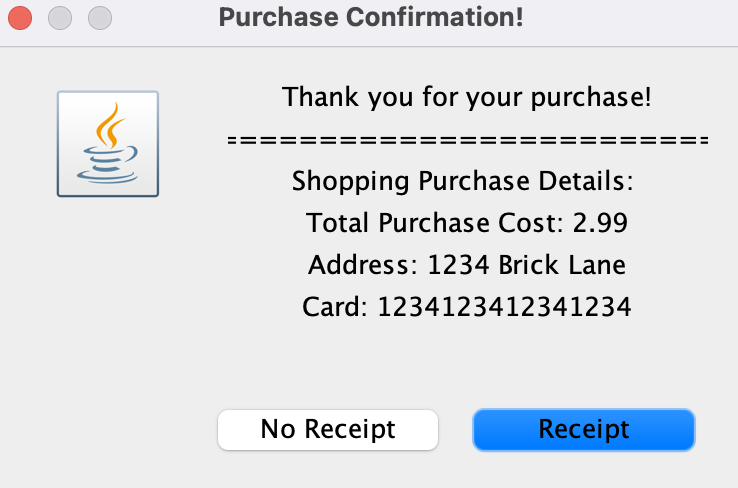 Purchase Confirmation!
Thank you for your purchase!
==========================
Shopping Purchase Details:
Total Purchase Cost: 2.99
Address: 1234 Brick Lane
Card: 1234123412341234
No Receipt
Receipt